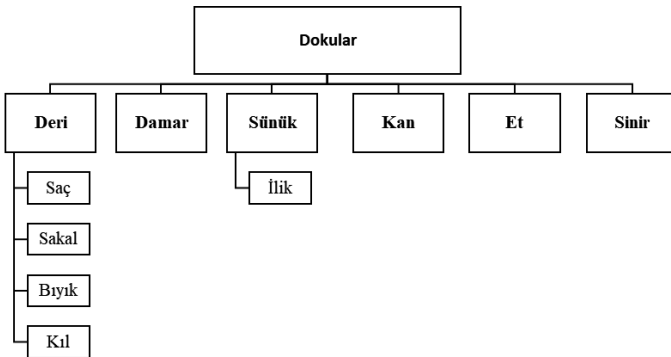 Dokular
Deri
Damar
Sünük
Kan
Et
Sinir
Saç
İlik
Sakal
Bıyık
Kıl